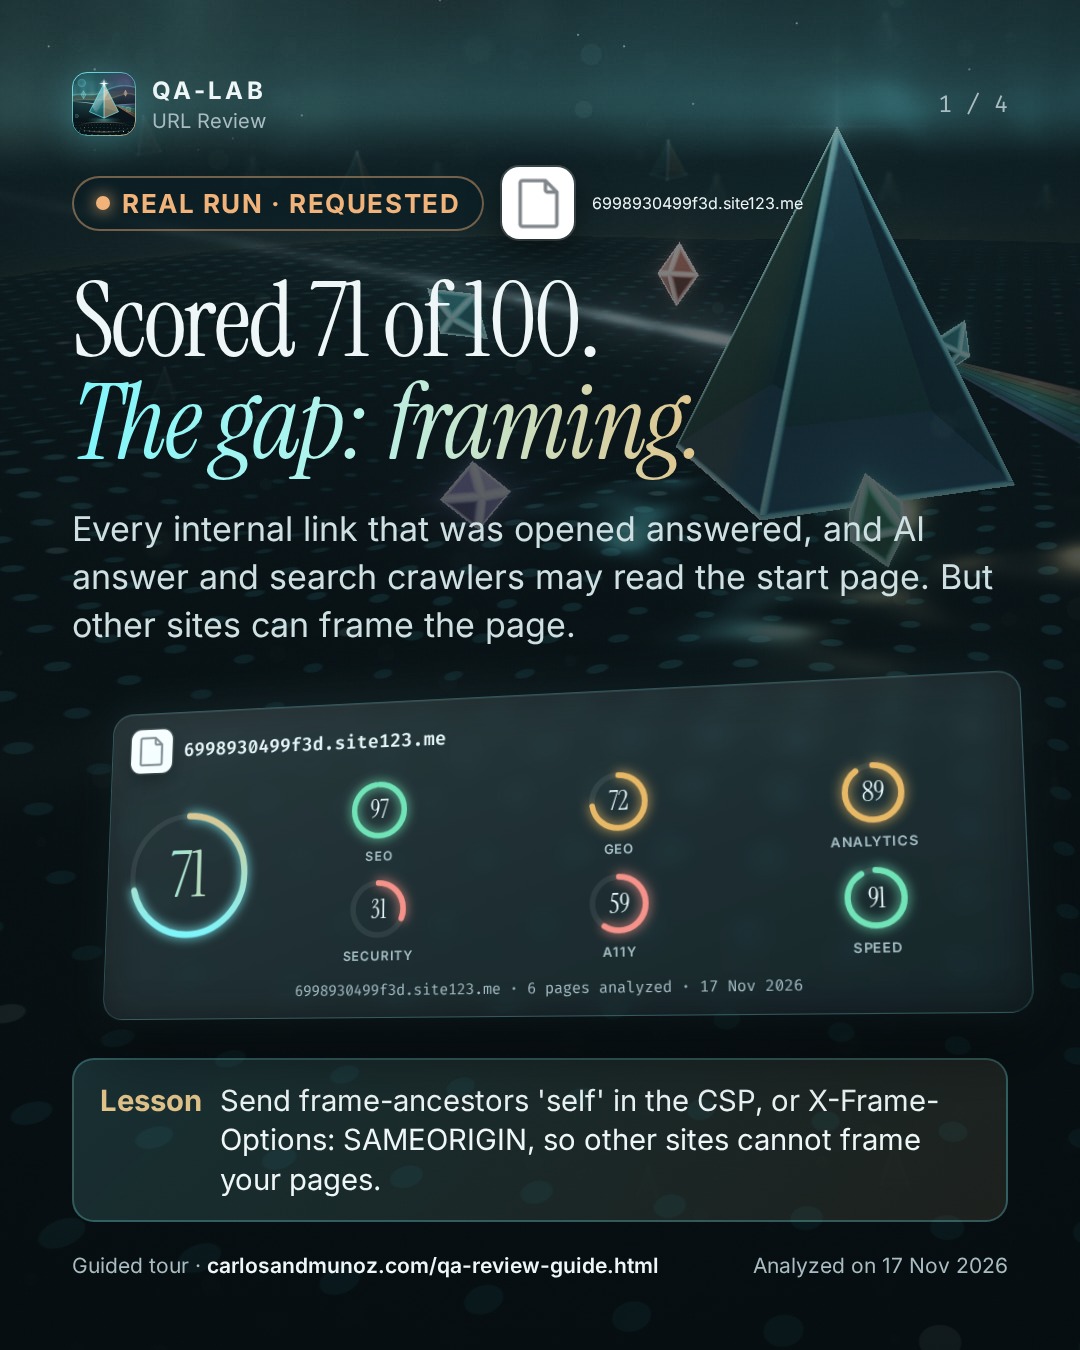 QA-LAB
URL Review
1 / 4
REAL RUN · REQUESTED
6998930499f3d.site123.me
Scored 71 of 100.
The gap: framing.
Every internal link that was opened answered, and AI
answer and search crawlers may read the start page. But
other sites can frame the page.
6998930499f3d.site123.me
71
97
SEO
72
GEO
89
ANALYTICS
31
SECURITY
59
A11Y
91
SPEED
6998930499f3d.site123.me · 6 pages analyzed · 17 Nov 2026
Lesson
Send frame-ancestors 'self' in the CSP, or X-Frame-
Options: SAMEORIGIN, so other sites cannot frame
your pages.
Guided tour · carlosandmunoz.com/qa-review-guide.html
Analyzed on 17 Nov 2026